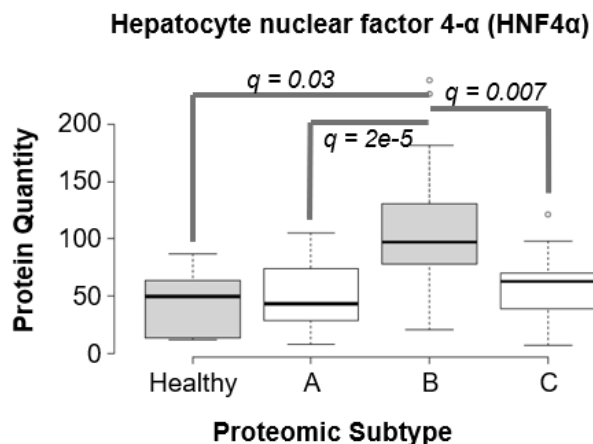 Hepatocyte nuclear factor 4-α (HNF4α)
q = 0.03
q = 0.007
q = 2e-5
Protein Quantity
200
150
100
50
0
Healthy
A
B
C
Proteomic Subtype